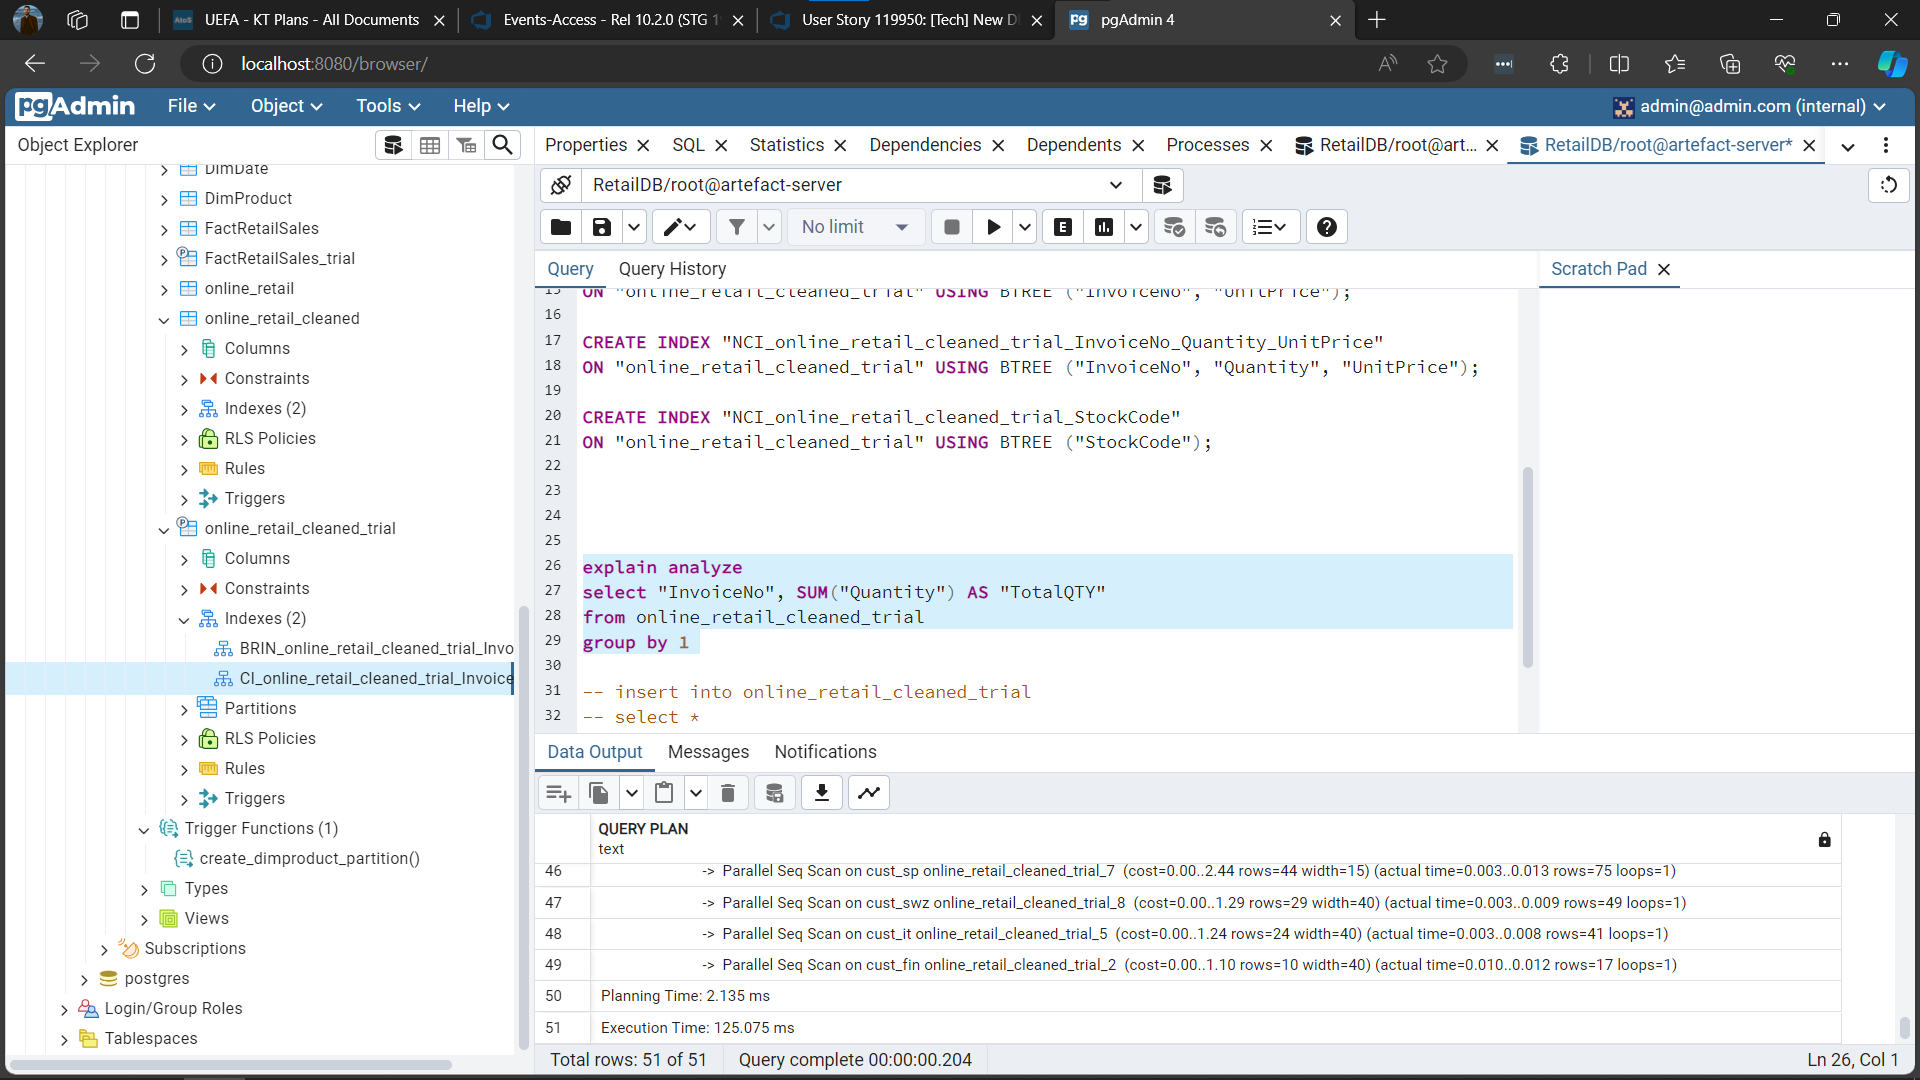 UEFA - KT Plans - All Documents
Events-Access - Rel 10.2.0 (STG 1
User Story 119950: [Tech] New D
pgAdmin 4
localhost:8080/browser/
pgAdmin
File
Object
Tools
Help
admin@admin.com (internal)
Object Explorer
Properties
SQL
Statistics
Dependencies
Dependents
Processes
RetailDB/root@art...
RetailDB/root@artefact-server*
DimDate
DimProduct
FactRetailSales
FactRetailSales_trial
online_retail
online_retail_cleaned
Columns
Constraints
Indexes (2)
RLS Policies
Rules
Triggers
online_retail_cleaned_trial
Columns
Constraints
Indexes (2)
BRIN_online_retail_cleaned_trial_Invo
CI_online_retail_cleaned_trial_Invoice
Partitions
RLS Policies
Rules
Triggers
Trigger Functions (1)
create_dimproduct_partition()
Types
Views
Subscriptions
postgres
Login/Group Roles
Tablespaces
RetailDB/root@artefact-server
No limit
Query
Query History
Scratch Pad
15 ON "online_retail_cleaned_trial" USING BTREE ("InvoiceNo", "UnitPrice");
16
17 CREATE INDEX "NCI_online_retail_cleaned_trial_InvoiceNo_Quantity_UnitPrice"
18 ON "online_retail_cleaned_trial" USING BTREE ("InvoiceNo", "Quantity", "UnitPrice");
19
20 CREATE INDEX "NCI_online_retail_cleaned_trial_StockCode"
21 ON "online_retail_cleaned_trial" USING BTREE ("StockCode");
22
23
24
25
26 explain analyze
27 select "InvoiceNo", SUM("Quantity") AS "TotalQTY"
28 from online_retail_cleaned_trial
29 group by 1
30
31 -- insert into online_retail_cleaned_trial
32 -- select *
Data Output
Messages
Notifications
QUERY PLAN
text
46 -> Parallel Seq Scan on cust_sp online_retail_cleaned_trial_7 (cost=0.00..2.44 rows=44 width=15) (actual time=0.003..0.013 rows=75 loops=1)
47 -> Parallel Seq Scan on cust_swz online_retail_cleaned_trial_8 (cost=0.00..1.29 rows=29 width=40) (actual time=0.003..0.009 rows=49 loops=1)
48 -> Parallel Seq Scan on cust_it online_retail_cleaned_trial_5 (cost=0.00..1.24 rows=24 width=40) (actual time=0.003..0.008 rows=41 loops=1)
49 -> Parallel Seq Scan on cust_fin online_retail_cleaned_trial_2 (cost=0.00..1.10 rows=10 width=40) (actual time=0.010..0.012 rows=17 loops=1)
50 Planning Time: 2.135 ms
51 Execution Time: 125.075 ms
Total rows: 51 of 51
Query complete 00:00:00.204
Ln 26, Col 1